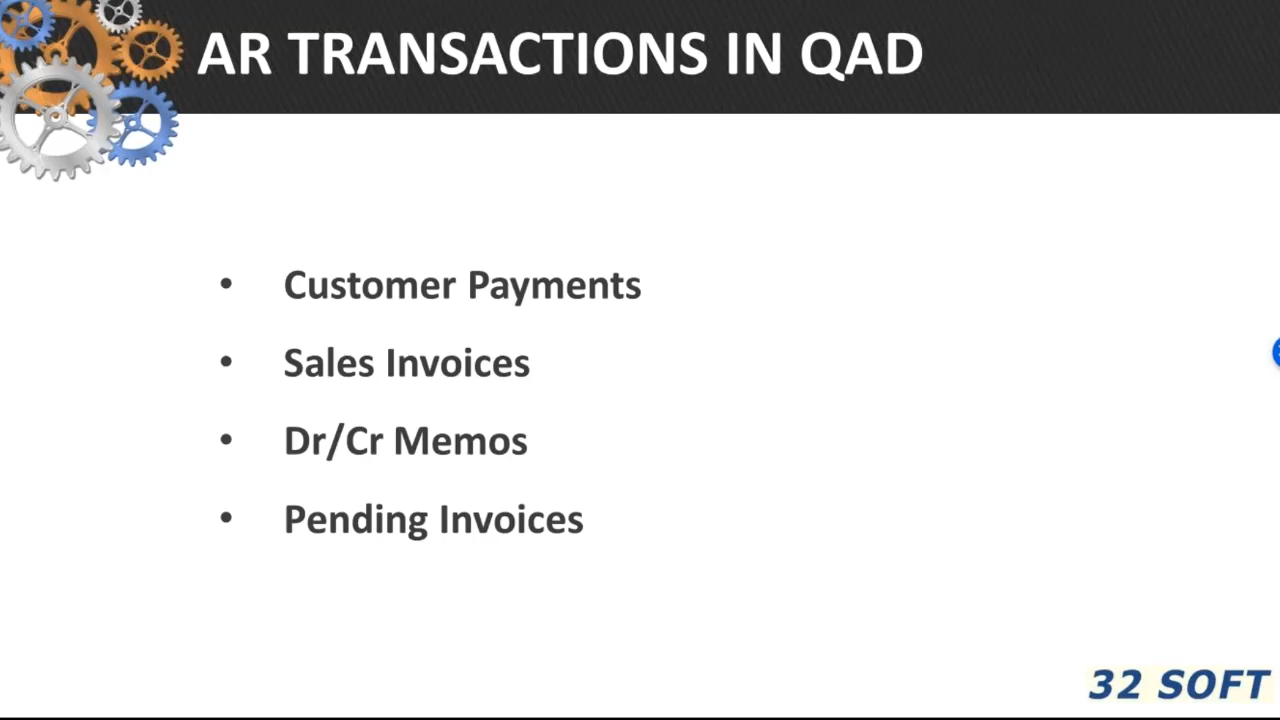 AR TRANSACTIONS IN QAD
• Customer Payments
• Sales Invoices
• Dr/Cr Memos
• Pending Invoices
32 SOFT